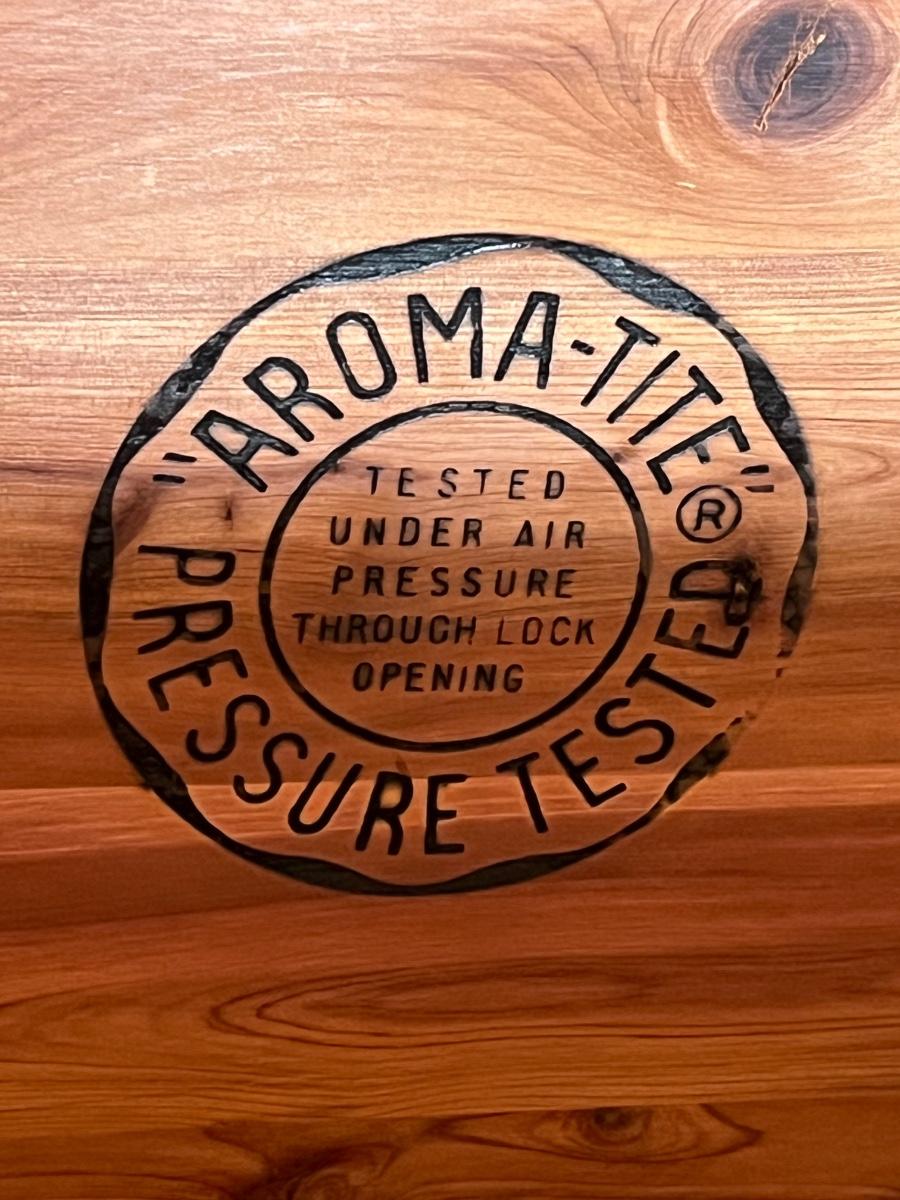 "AROMA-TITE"®
TESTED
UNDER AIR
PRESSURE
THROUGH LOCK
OPENING
PRESSURE TESTED